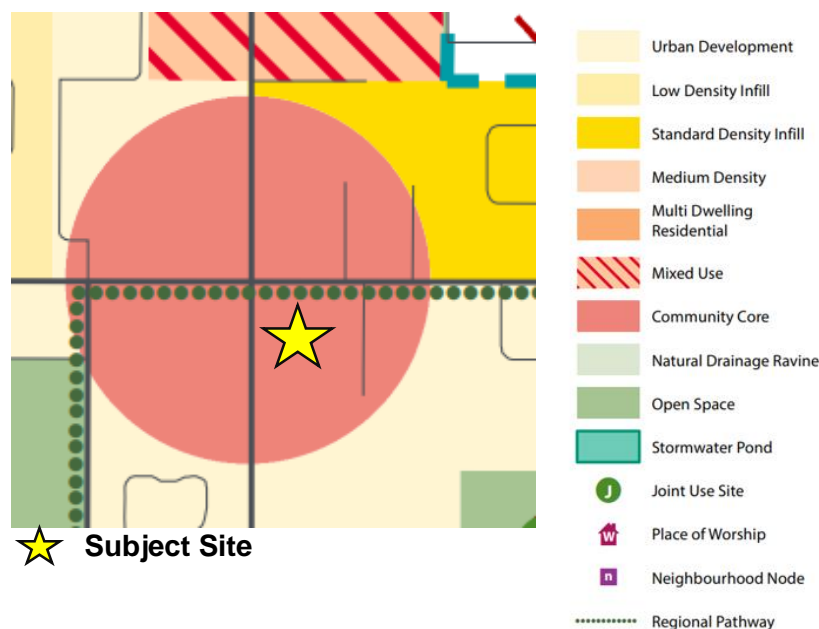 Subject Site
Urban Development
Low Density Infill
Standard Density Infill
Medium Density
Multi Dwelling
Residential
Mixed Use
Community Core
Natural Drainage Ravine
Open Space
Stormwater Pond
J
Joint Use Site
W
Place of Worship
n
Neighbourhood Node
Regional Pathway